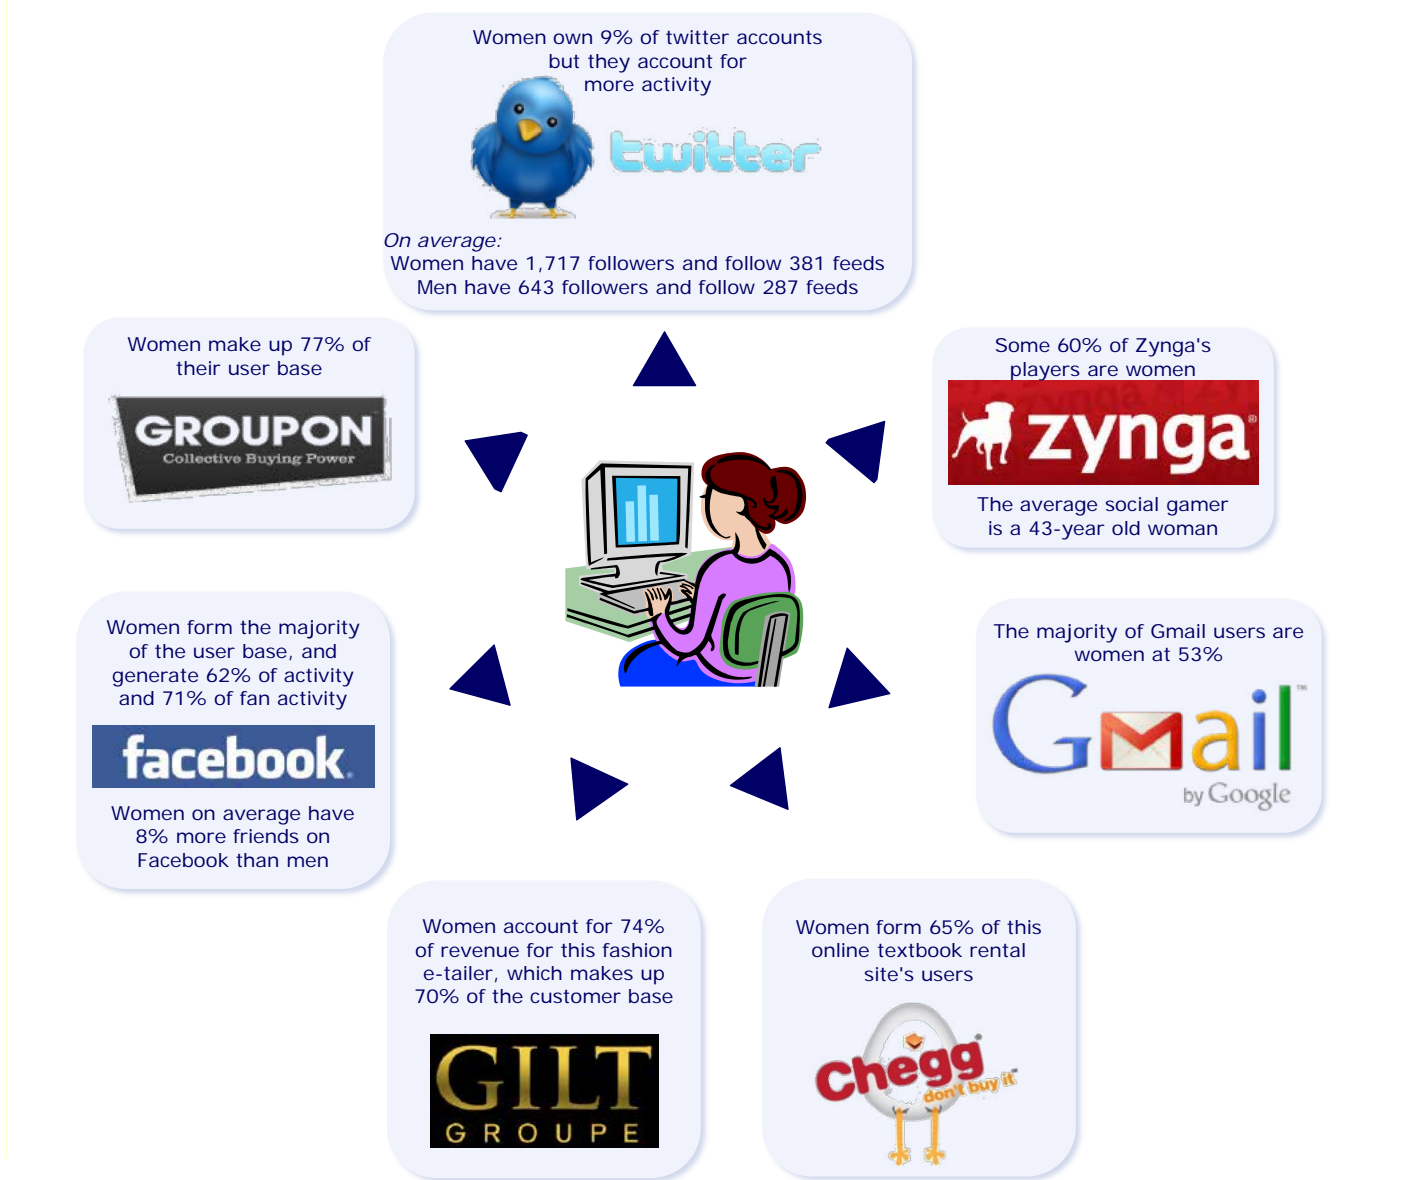 Women own 9% of twitter accounts
but they account for
more activity
twitter
On average:
Women have 1,717 followers and follow 381 feeds
Men have 643 followers and follow 287 feeds
Women make up 77% of
their user base
GROUPON
Collective Buying Power
Some 60% of Zynga's
players are women
zynga®
The average social gamer
is a 43-year old woman
Women form the majority
of the user base, and
generate 62% of activity
and 71% of fan activity
facebook
Women on average have
8% more friends on
Facebook than men
The majority of Gmail users are
women at 53%
Gmail™
by Google
Women account for 74%
of revenue for this fashion
e-tailer, which makes up
70% of the customer base
GILT
GROUPE
Women form 65% of this
online textbook rental
site's users
Chegg®
don't buy it™